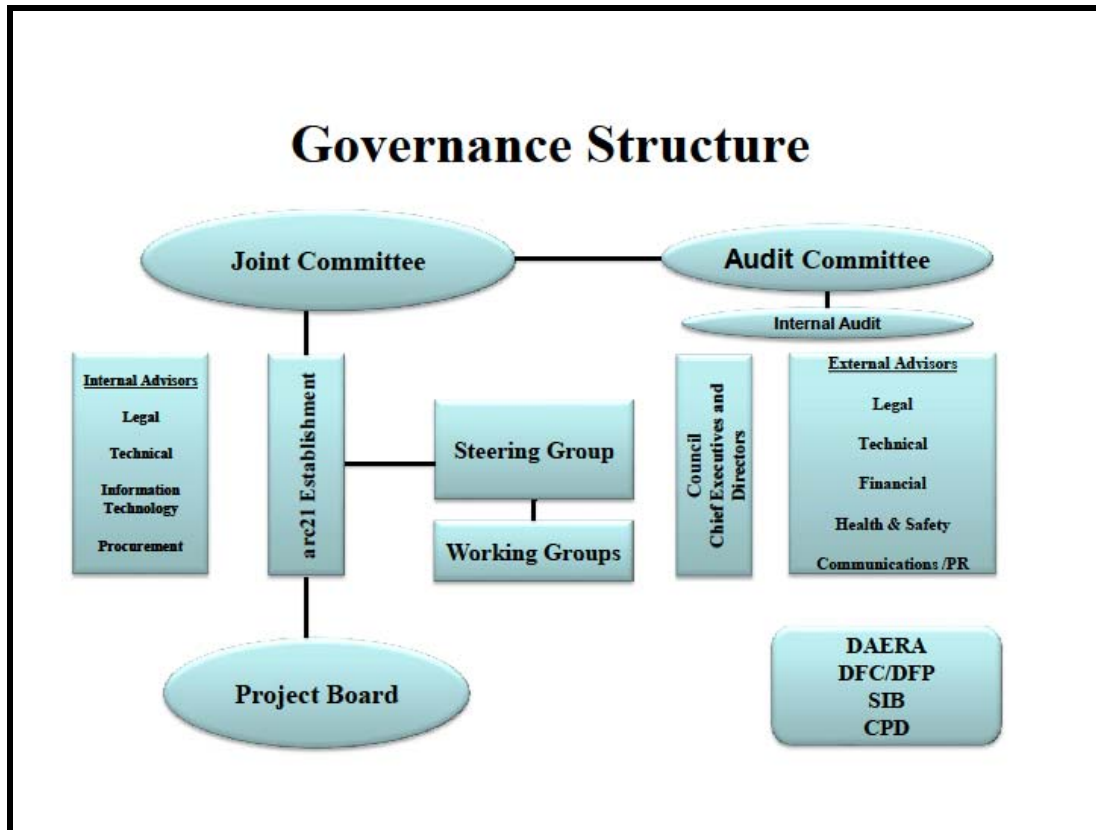 Governance Structure
Joint Committee
Audit Committee
Internal Audit
Internal Advisors
Legal
Technical
Information
Technology
Procurement
arc21 Establishment
Steering Group
Working Groups
Council
Chief Executives and
Directors
External Advisors
Legal
Technical
Financial
Health & Safety
Communications /PR
Project Board
DAERA
DFC/DFP
SIB
CPD